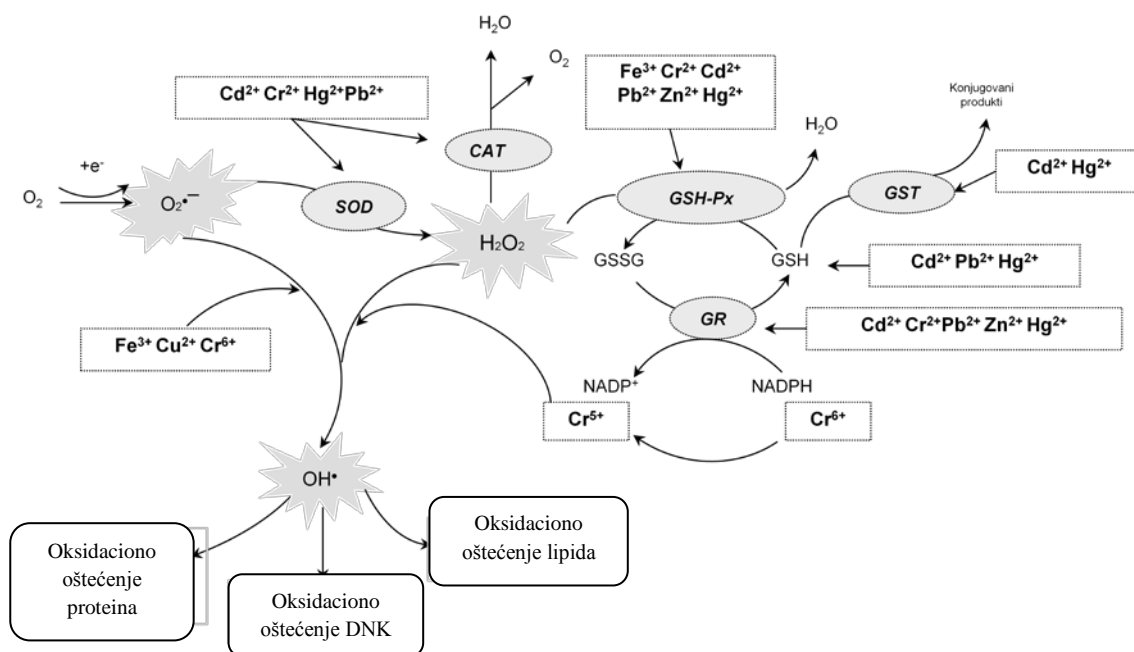 H₂O
O₂
Cd²⁺ Cr²⁺ Hg²⁺Pb²⁺
Fe³⁺ Cr²⁺ Cd²⁺
Pb²⁺ Zn²⁺ Hg²⁺
Konjugovani
produkti
H₂O
CAT
Cd²⁺ Hg²⁺
+e⁻
O₂
O₂•–
SOD
GSH-Px
GST
H₂O₂
GSSG
GSH
Cd²⁺ Pb²⁺ Hg²⁺
GR
Cd²⁺ Cr²⁺Pb²⁺ Zn²⁺ Hg²⁺
Fe³⁺ Cu²⁺ Cr⁶⁺
NADP⁺
NADPH
Cr⁵⁺
Cr⁶⁺
OH•
Oksidaciono
oštećenje
proteina
Oksidaciono
oštećenje DNK
Oksidaciono
oštećenje lipida